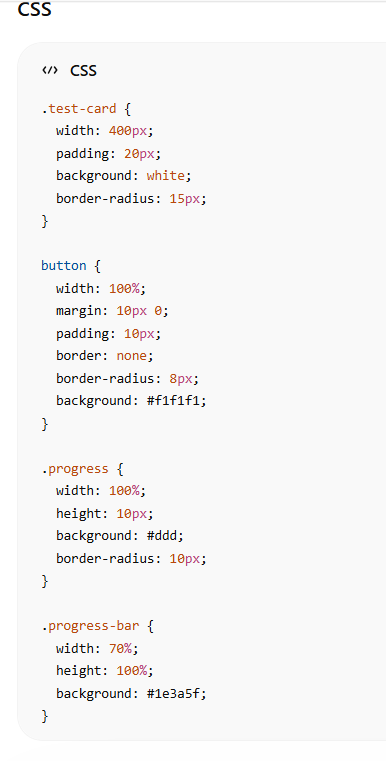 CSS
</> CSS
.test-card {
  width: 400px;
  padding: 20px;
  background: white;
  border-radius: 15px;
}

button {
  width: 100%;
  margin: 10px 0;
  padding: 10px;
  border: none;
  border-radius: 8px;
  background: #f1f1f1;
}

.progress {
  width: 100%;
  height: 10px;
  background: #ddd;
  border-radius: 10px;
}

.progress-bar {
  width: 70%;
  height: 100%;
  background: #1e3a5f;
}